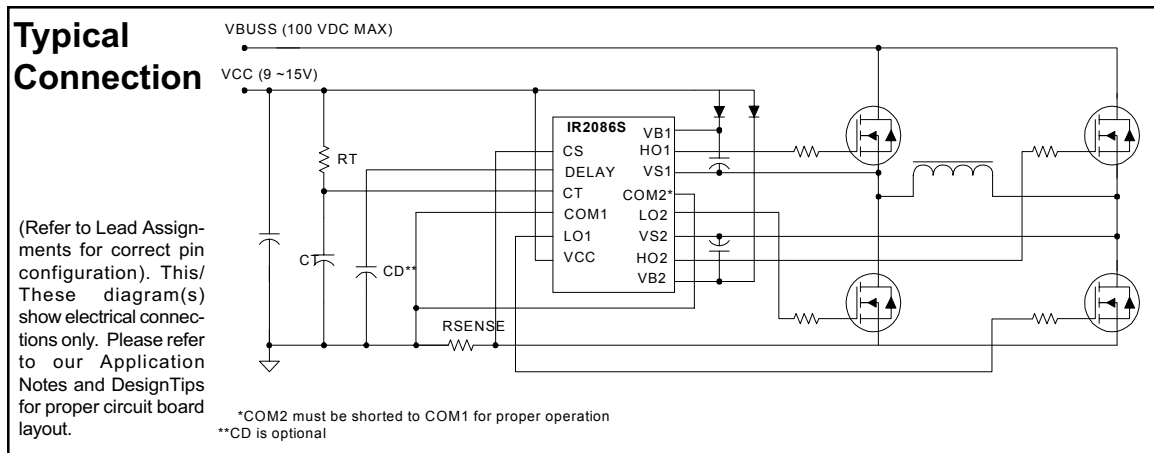 Typical
Connection
VBUSS (100 VDC MAX)
VCC (9 ~15V)
IR2086S
CS
DELAY
CT
COM1
LO1
VCC
VB1
HO1
VS1
COM2*
LO2
VS2
HO2
VB2
RT
CT
CD**
RSENSE
(Refer to Lead Assign-
ments for correct pin
configuration). This/
These diagram(s)
show electrical connec-
tions only. Please refer
to our Application
Notes and DesignTips
for proper circuit board
layout.
*COM2 must be shorted to COM1 for proper operation
**CD is optional